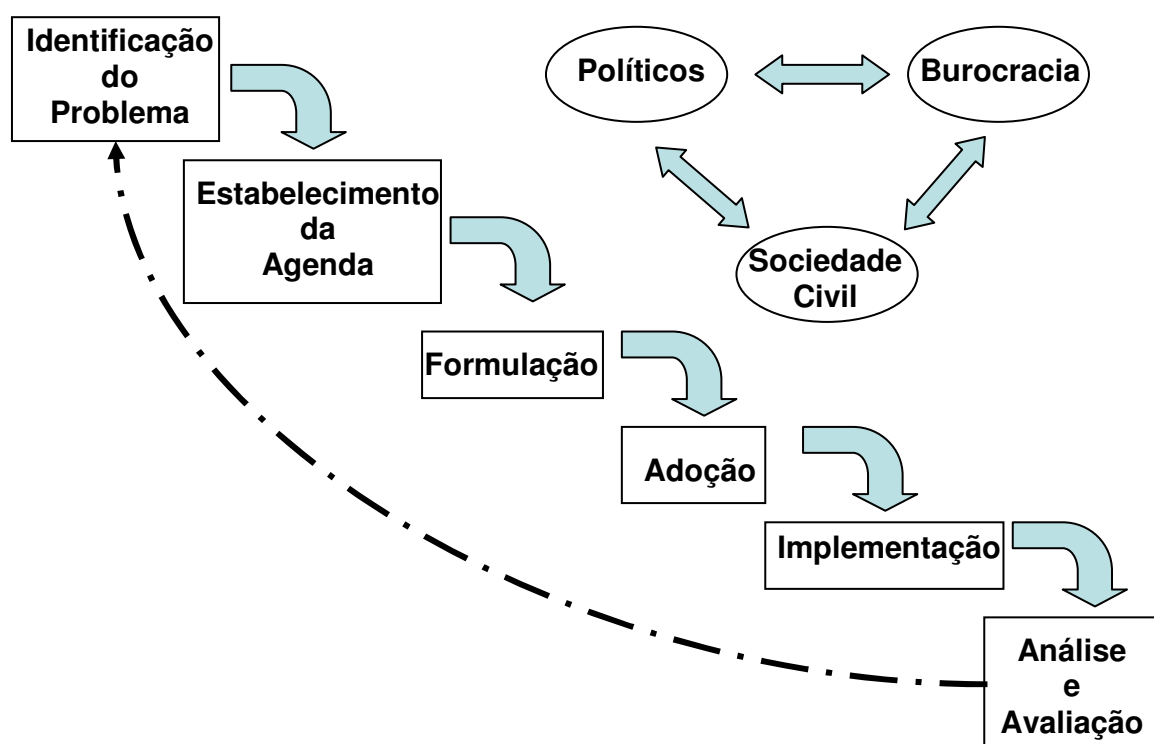 Identificação
do
Problema
Políticos
Burocracia
Estabelecimento
da
Agenda
Sociedade
Civil
Formulação
Adoção
Implementação
Análise
e
Avaliação